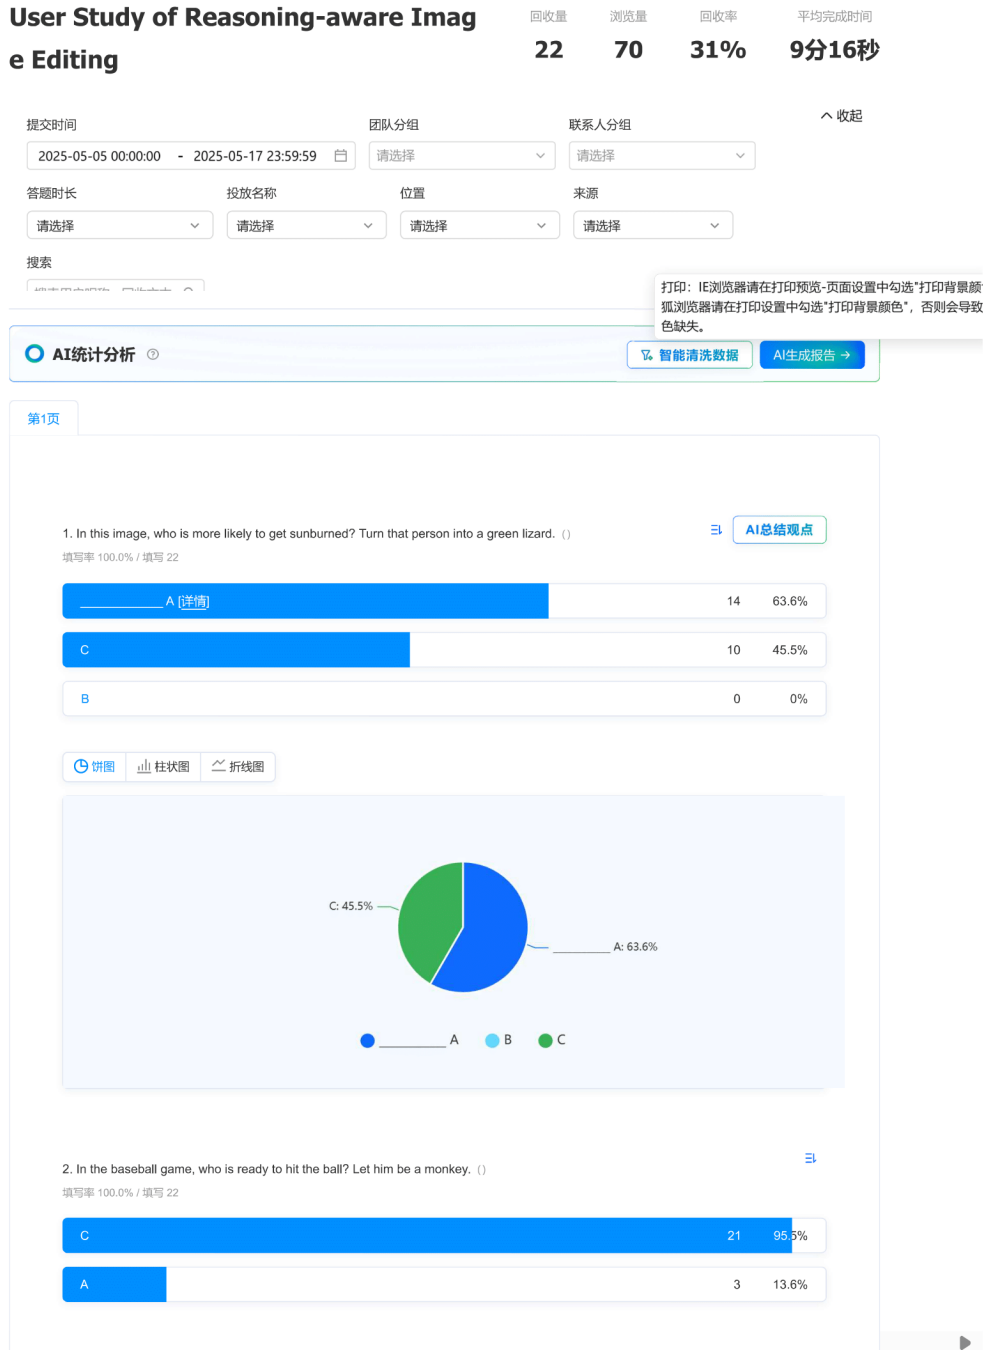 User Study of Reasoning-aware Imag
e Editing
回收量
浏览量
回收率
平均完成时间
22
70
31%
9分16秒
收起
提交时间
团队分组
联系人分组
2025-05-05 00:00:00 - 2025-05-17 23:59:59
请选择
请选择
答题时长
投放名称
位置
来源
请选择
请选择
请选择
请选择
搜索
打印：IE浏览器请在打印预览-页面设置中勾选"打印背景颜
狐浏览器请在打印设置中勾选"打印背景颜色"，否则会导致
色缺失。
AI统计分析
智能清洗数据
AI生成报告 →
第1页
1. In this image, who is more likely to get sunburned? Turn that person into a green lizard. ()
AI总结观点
填写率 100.0% / 填写 22
____________ A [详情] 14 63.6%
C 10 45.5%
B 0 0%
饼图
柱状图
折线图
C: 45.5%
_________ A: 63.6%
_________ A
B
C
2. In the baseball game, who is ready to hit the ball? Let him be a monkey. ()
填写率 100.0% / 填写 22
C 21 95.5%
A 3 13.6%